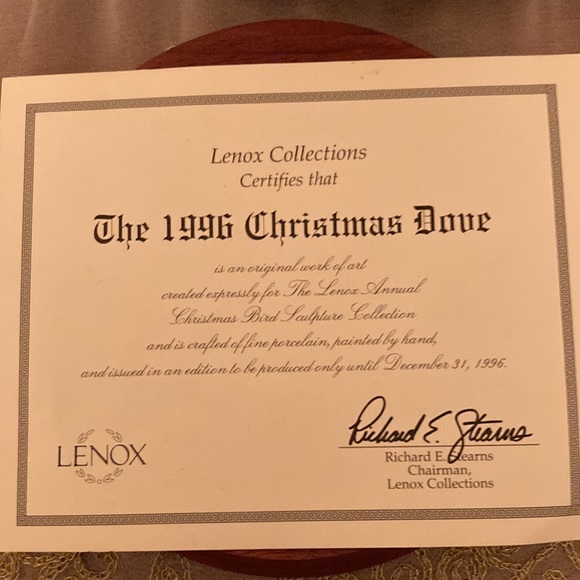 Lenox Collections
Certifies that
The 1996 Christmas Dove
is an original work of art
created expressly for The Lenox Annual
Christmas Bird Sculpture Collection
and is crafted of fine porcelain, painted by hand,
and issued in an edition to be produced only until December 31, 1996.
LENOX
Richard E. Stearns
Richard E. Stearns
Chairman,
Lenox Collections